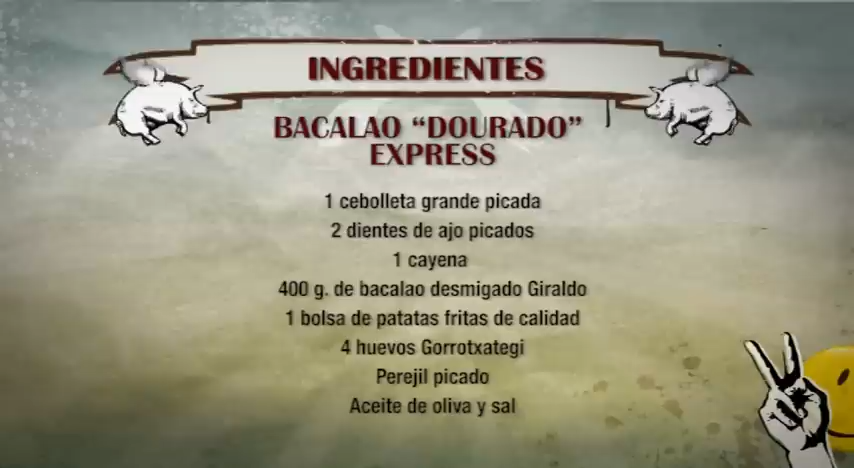 INGREDIENTES
BACALAO “DOURADO”
EXPRESS
1 cebolleta grande picada
2 dientes de ajo picados
1 cayena
400 g. de bacalao desmigado Giraldo
1 bolsa de patatas fritas de calidad
4 huevos Gorrotxategi
Perejil picado
Aceite de oliva y sal